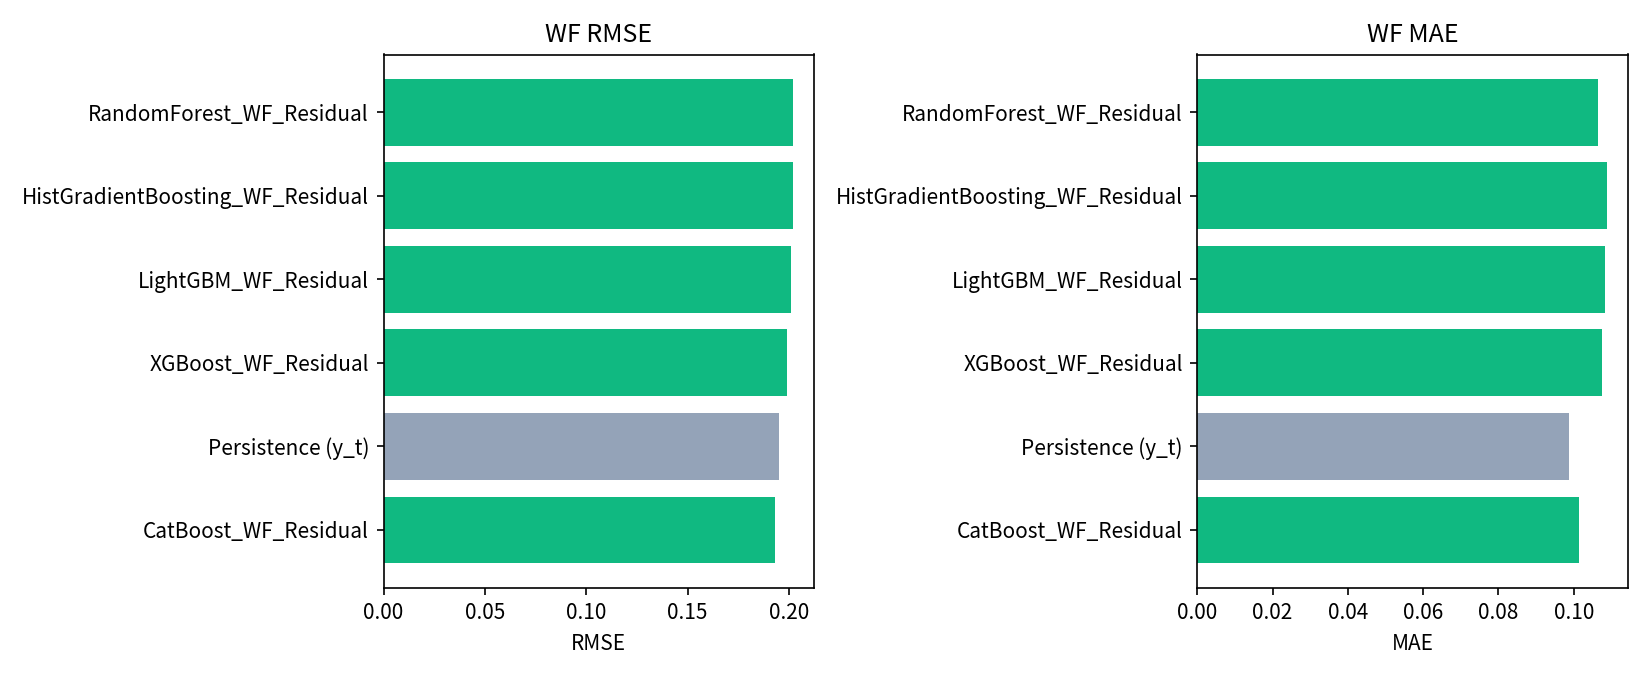 WF RMSE
RandomForest_WF_Residual
HistGradientBoosting_WF_Residual
LightGBM_WF_Residual
XGBoost_WF_Residual
Persistence (y_t)
CatBoost_WF_Residual
0.00 0.05 0.10 0.15 0.20
RMSE
WF MAE
RandomForest_WF_Residual
HistGradientBoosting_WF_Residual
LightGBM_WF_Residual
XGBoost_WF_Residual
Persistence (y_t)
CatBoost_WF_Residual
0.00 0.02 0.04 0.06 0.08 0.10
MAE